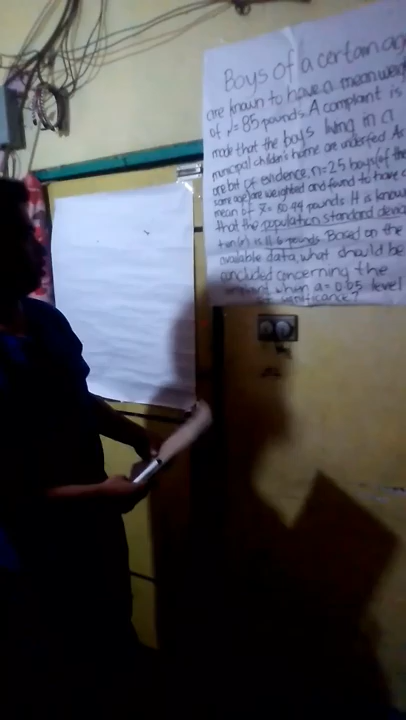 Boys of a certain age
are known to have a mean weight
of μ = 85 pounds. A complaint is
made that the boys living in a
municipal children's home are underfed. As
one bit of evidence, n=25 boys (of the
same age) are weighted and found to have a
mean of x̄ = 80.94 pounds. It is known
that the population standard devia
tion (σ) is 11.6 pounds. Based on the
available data, what should be
concluded concerning the
complaint when α= 0.05 level
of significance?